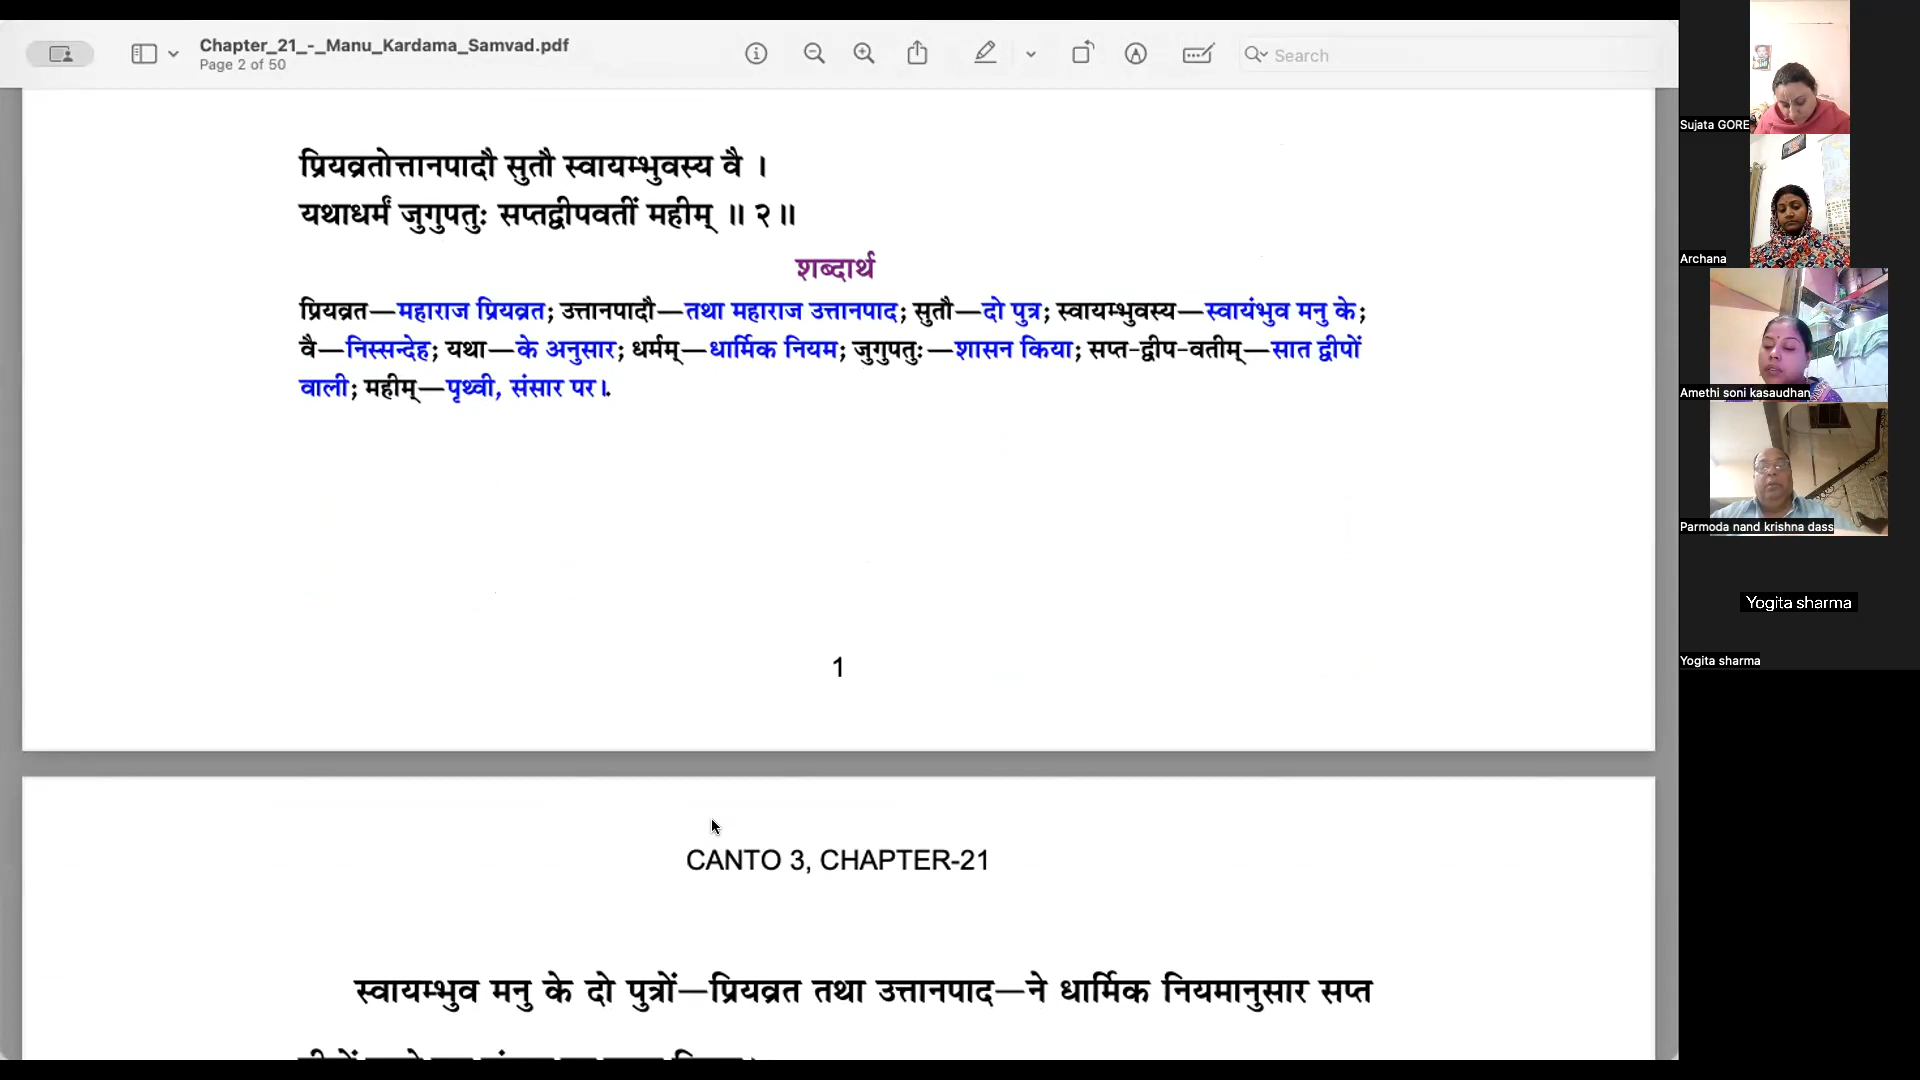 Chapter_21_-_Manu_Kardama_Samvad.pdf
Page 2 of 50
Search
प्रियव्रतोत्तानपादौ सुतौ स्वायम्भुवस्य वै ।
यथाधर्मं जुगुपतुः सप्तद्वीपवतीं महीम् ॥ २॥
शब्दार्थ
प्रियव्रत—महाराज प्रियव्रत; उत्तानपादौ—तथा महाराज उत्तानपाद; सुतौ—दो पुत्र; स्वायम्भुवस्य—स्वायंभुव मनु के;
वै—निस्सन्देह; यथा—के अनुसार; धर्मम्—धार्मिक नियम; जुगुपतुः—शासन किया; सप्त-द्वीप-वतीम्—सात द्वीपों
वाली; महीम्—पृथ्वी, संसार पर।.
1
CANTO 3, CHAPTER-21
स्वायम्भुव मनु के दो पुत्रों—प्रियव्रत तथा उत्तानपाद—ने धार्मिक नियमानुसार सप्त
Sujata GORE
Archana
Amethi soni kasaudhan
Parmoda nand krishna dass
Yogita sharma
Yogita sharma